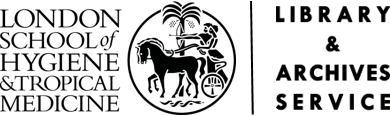 LONDON
SCHOOL of
HYGIENE
& TROPICAL
MEDICINE
LIBRARY
&
ARCHIVES
SERVICE